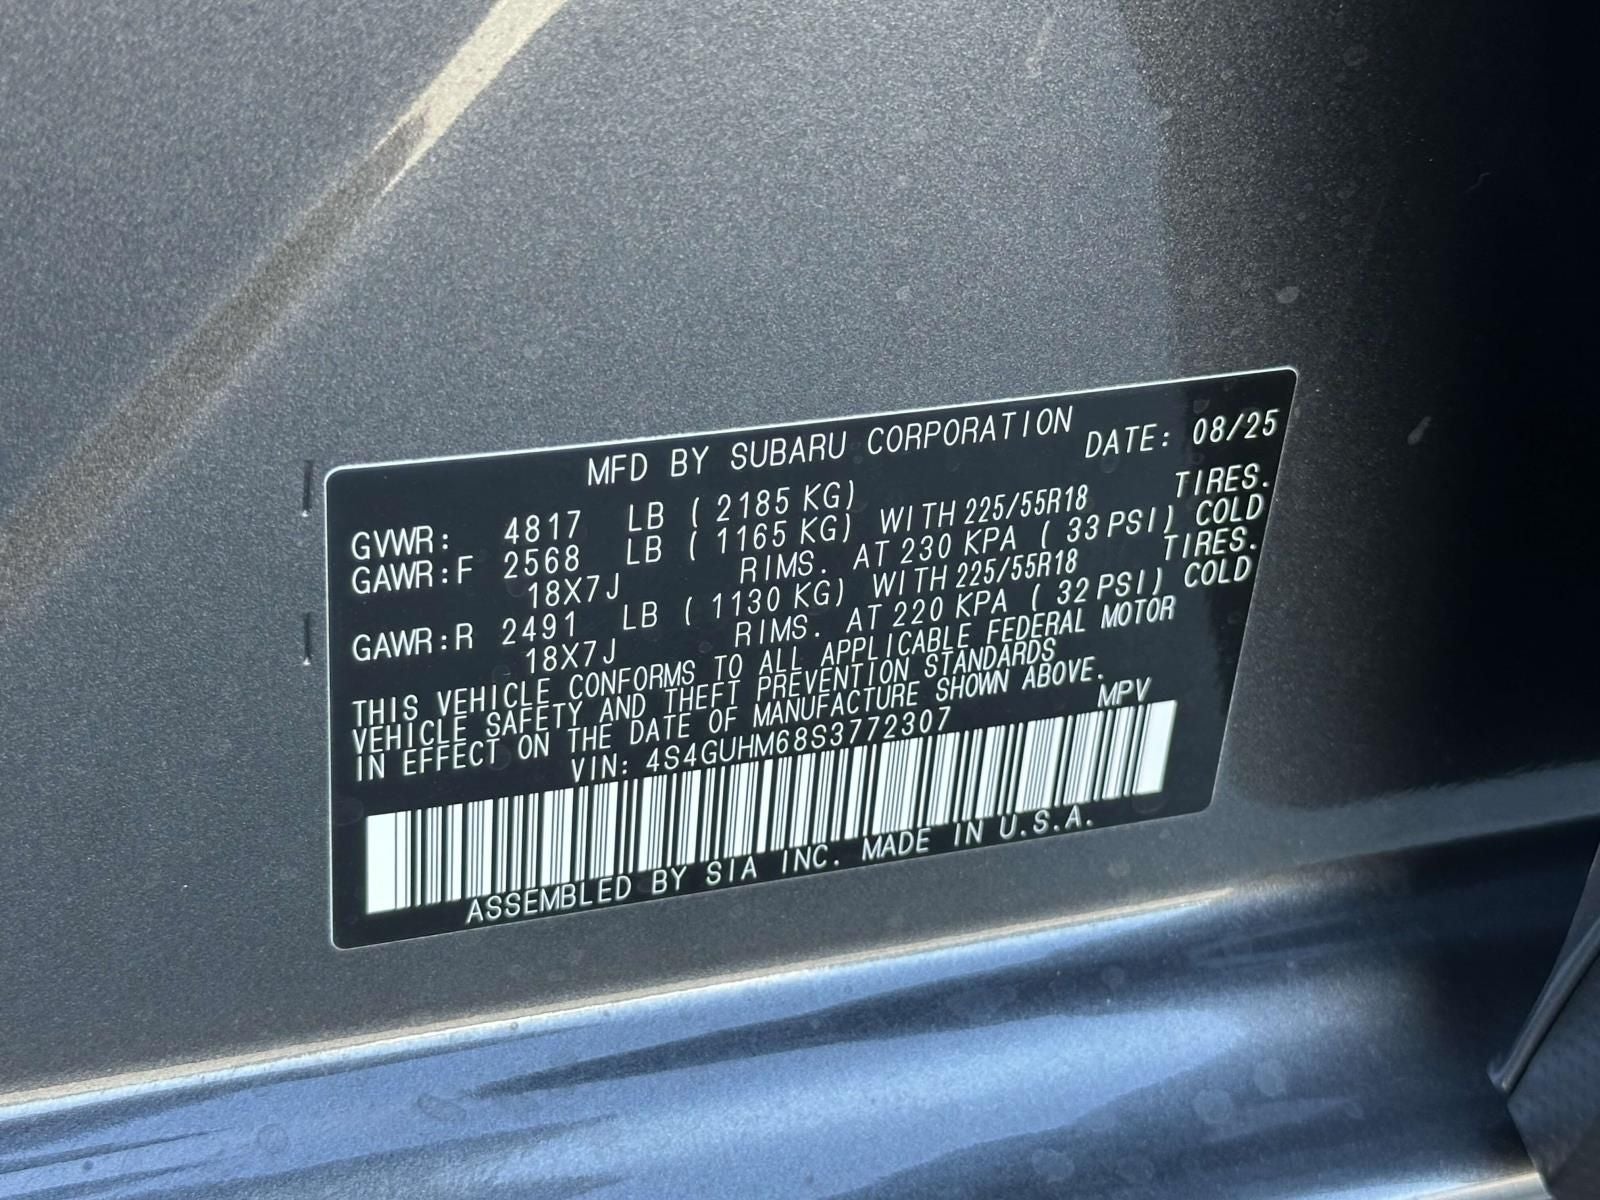 MFD BY SUBARU CORPORATION DATE: 08/25
GVWR: 4817 LB ( 2185 KG)
GAWR:F 2568 LB ( 1165 KG) WITH 225/55R18 TIRES.
18X7J RIMS. AT 230 KPA ( 33 PSI) COLD
GAWR:R 2491 LB ( 1130 KG) WITH 225/55R18 TIRES.
18X7J RIMS. AT 220 KPA ( 32 PSI) COLD
THIS VEHICLE CONFORMS TO ALL APPLICABLE FEDERAL MOTOR
VEHICLE SAFETY AND THEFT PREVENTION STANDARDS
IN EFFECT ON THE DATE OF MANUFACTURE SHOWN ABOVE.
VIN: 4S4GUHM68S3772307 MPV
ASSEMBLED BY SIA INC. MADE IN U.S.A.